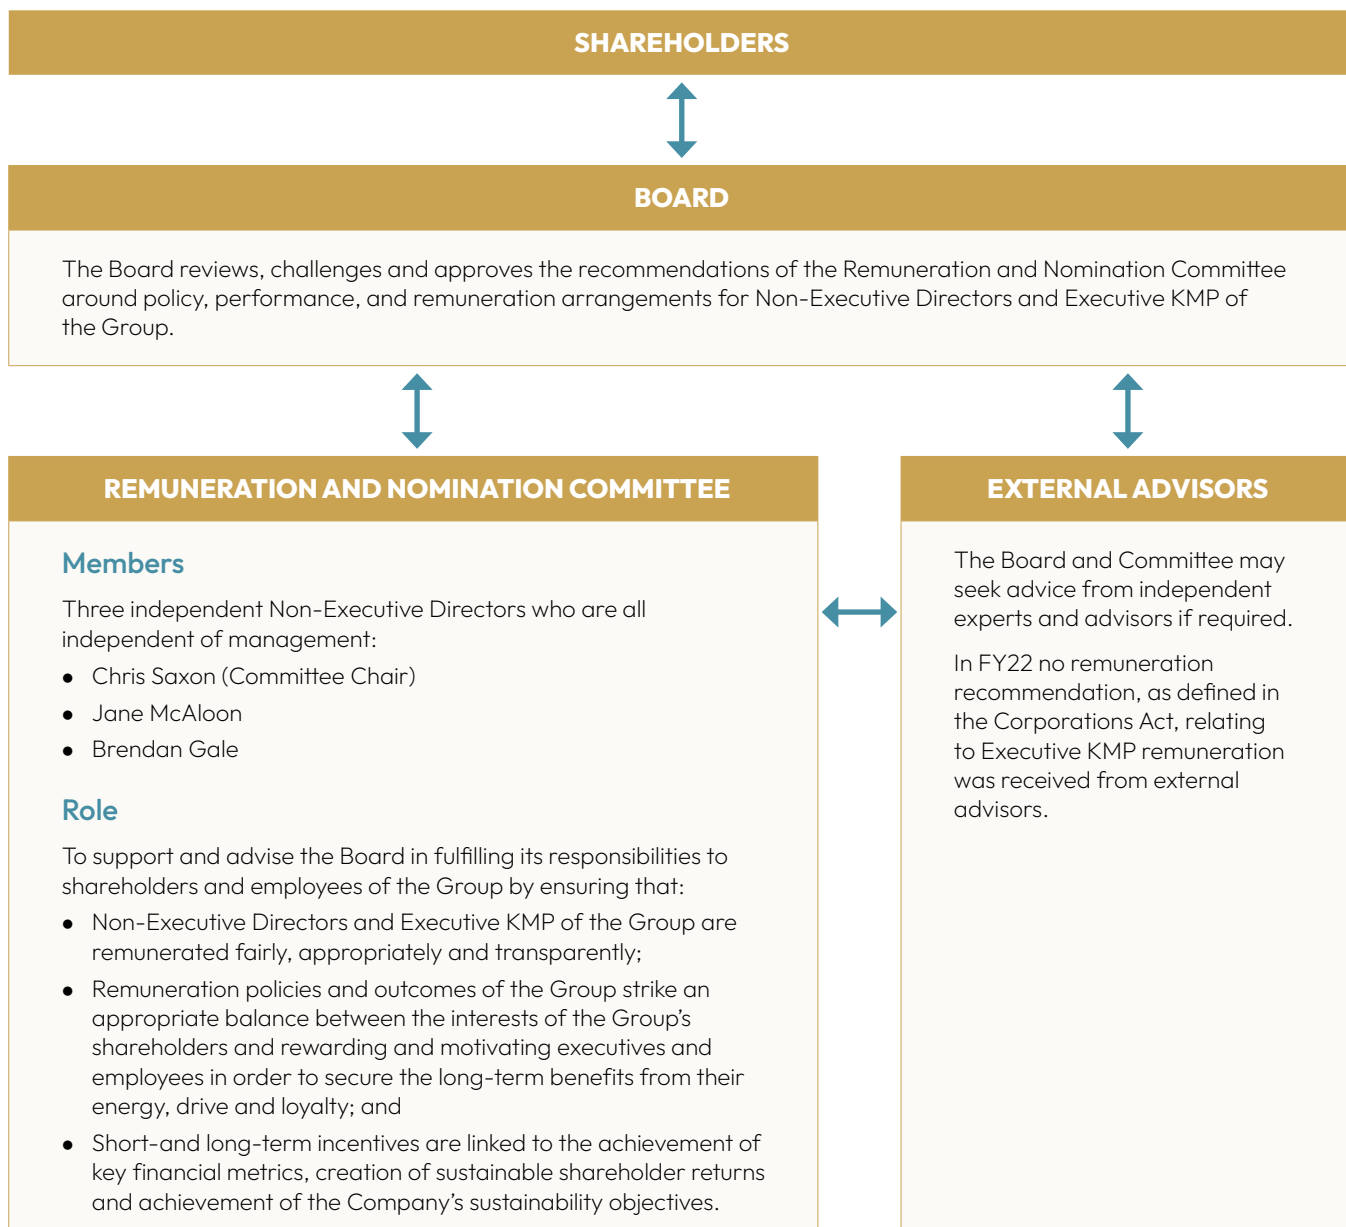 SHAREHOLDERS
BOARD
The Board reviews, challenges and approves the recommendations of the Remuneration and Nomination Committee
around policy, performance, and remuneration arrangements for Non-Executive Directors and Executive KMP of
the Group.
REMUNERATION AND NOMINATION COMMITTEE
Members
Three independent Non-Executive Directors who are all
independent of management:
• Chris Saxon (Committee Chair)
• Jane McAloon
• Brendan Gale
Role
To support and advise the Board in fulfilling its responsibilities to
shareholders and employees of the Group by ensuring that:
• Non-Executive Directors and Executive KMP of the Group are
remunerated fairly, appropriately and transparently;
• Remuneration policies and outcomes of the Group strike an
appropriate balance between the interests of the Group's
shareholders and rewarding and motivating executives and
employees in order to secure the long-term benefits from their
energy, drive and loyalty; and
• Short-and long-term incentives are linked to the achievement of
key financial metrics, creation of sustainable shareholder returns
and achievement of the Company's sustainability objectives.
EXTERNAL ADVISORS
The Board and Committee may
seek advice from independent
experts and advisors if required.
In FY22 no remuneration
recommendation, as defined in
the Corporations Act, relating
to Executive KMP remuneration
was received from external
advisors.